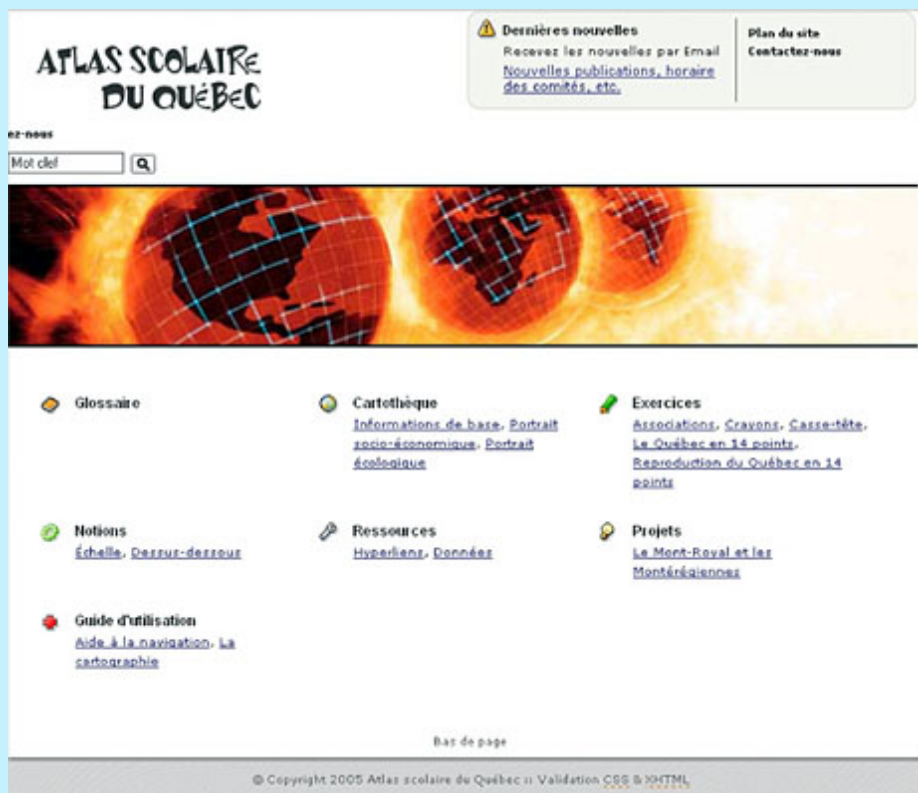 ATLAS SCOLAIRE
DU QUÉBEC
Dernières nouvelles
Recevez les nouvelles par Email
Nouvelles publications, horaire
des comités, etc.
Plan du site
Contactez-nous
ez-nous
Mot clef
Glossaire
Cartothèque
Informations de base, Portrait
socio-économique, Portrait
écologique
Exercices
Associations, Crayons, Casse-tête,
Le Québec en 14 points,
Reproduction du Québec en 14
points
Notions
Échelle, Dessus-dessous
Ressources
Hyperliens, Données
Projets
Le Mont-Royal et les
Montérégiennes
Guide d'utilisation
Aide à la navigation, La
cartographie
Bas de page
© Copyright 2005 Atlas scolaire du Québec :: Validation CSS & XHTML